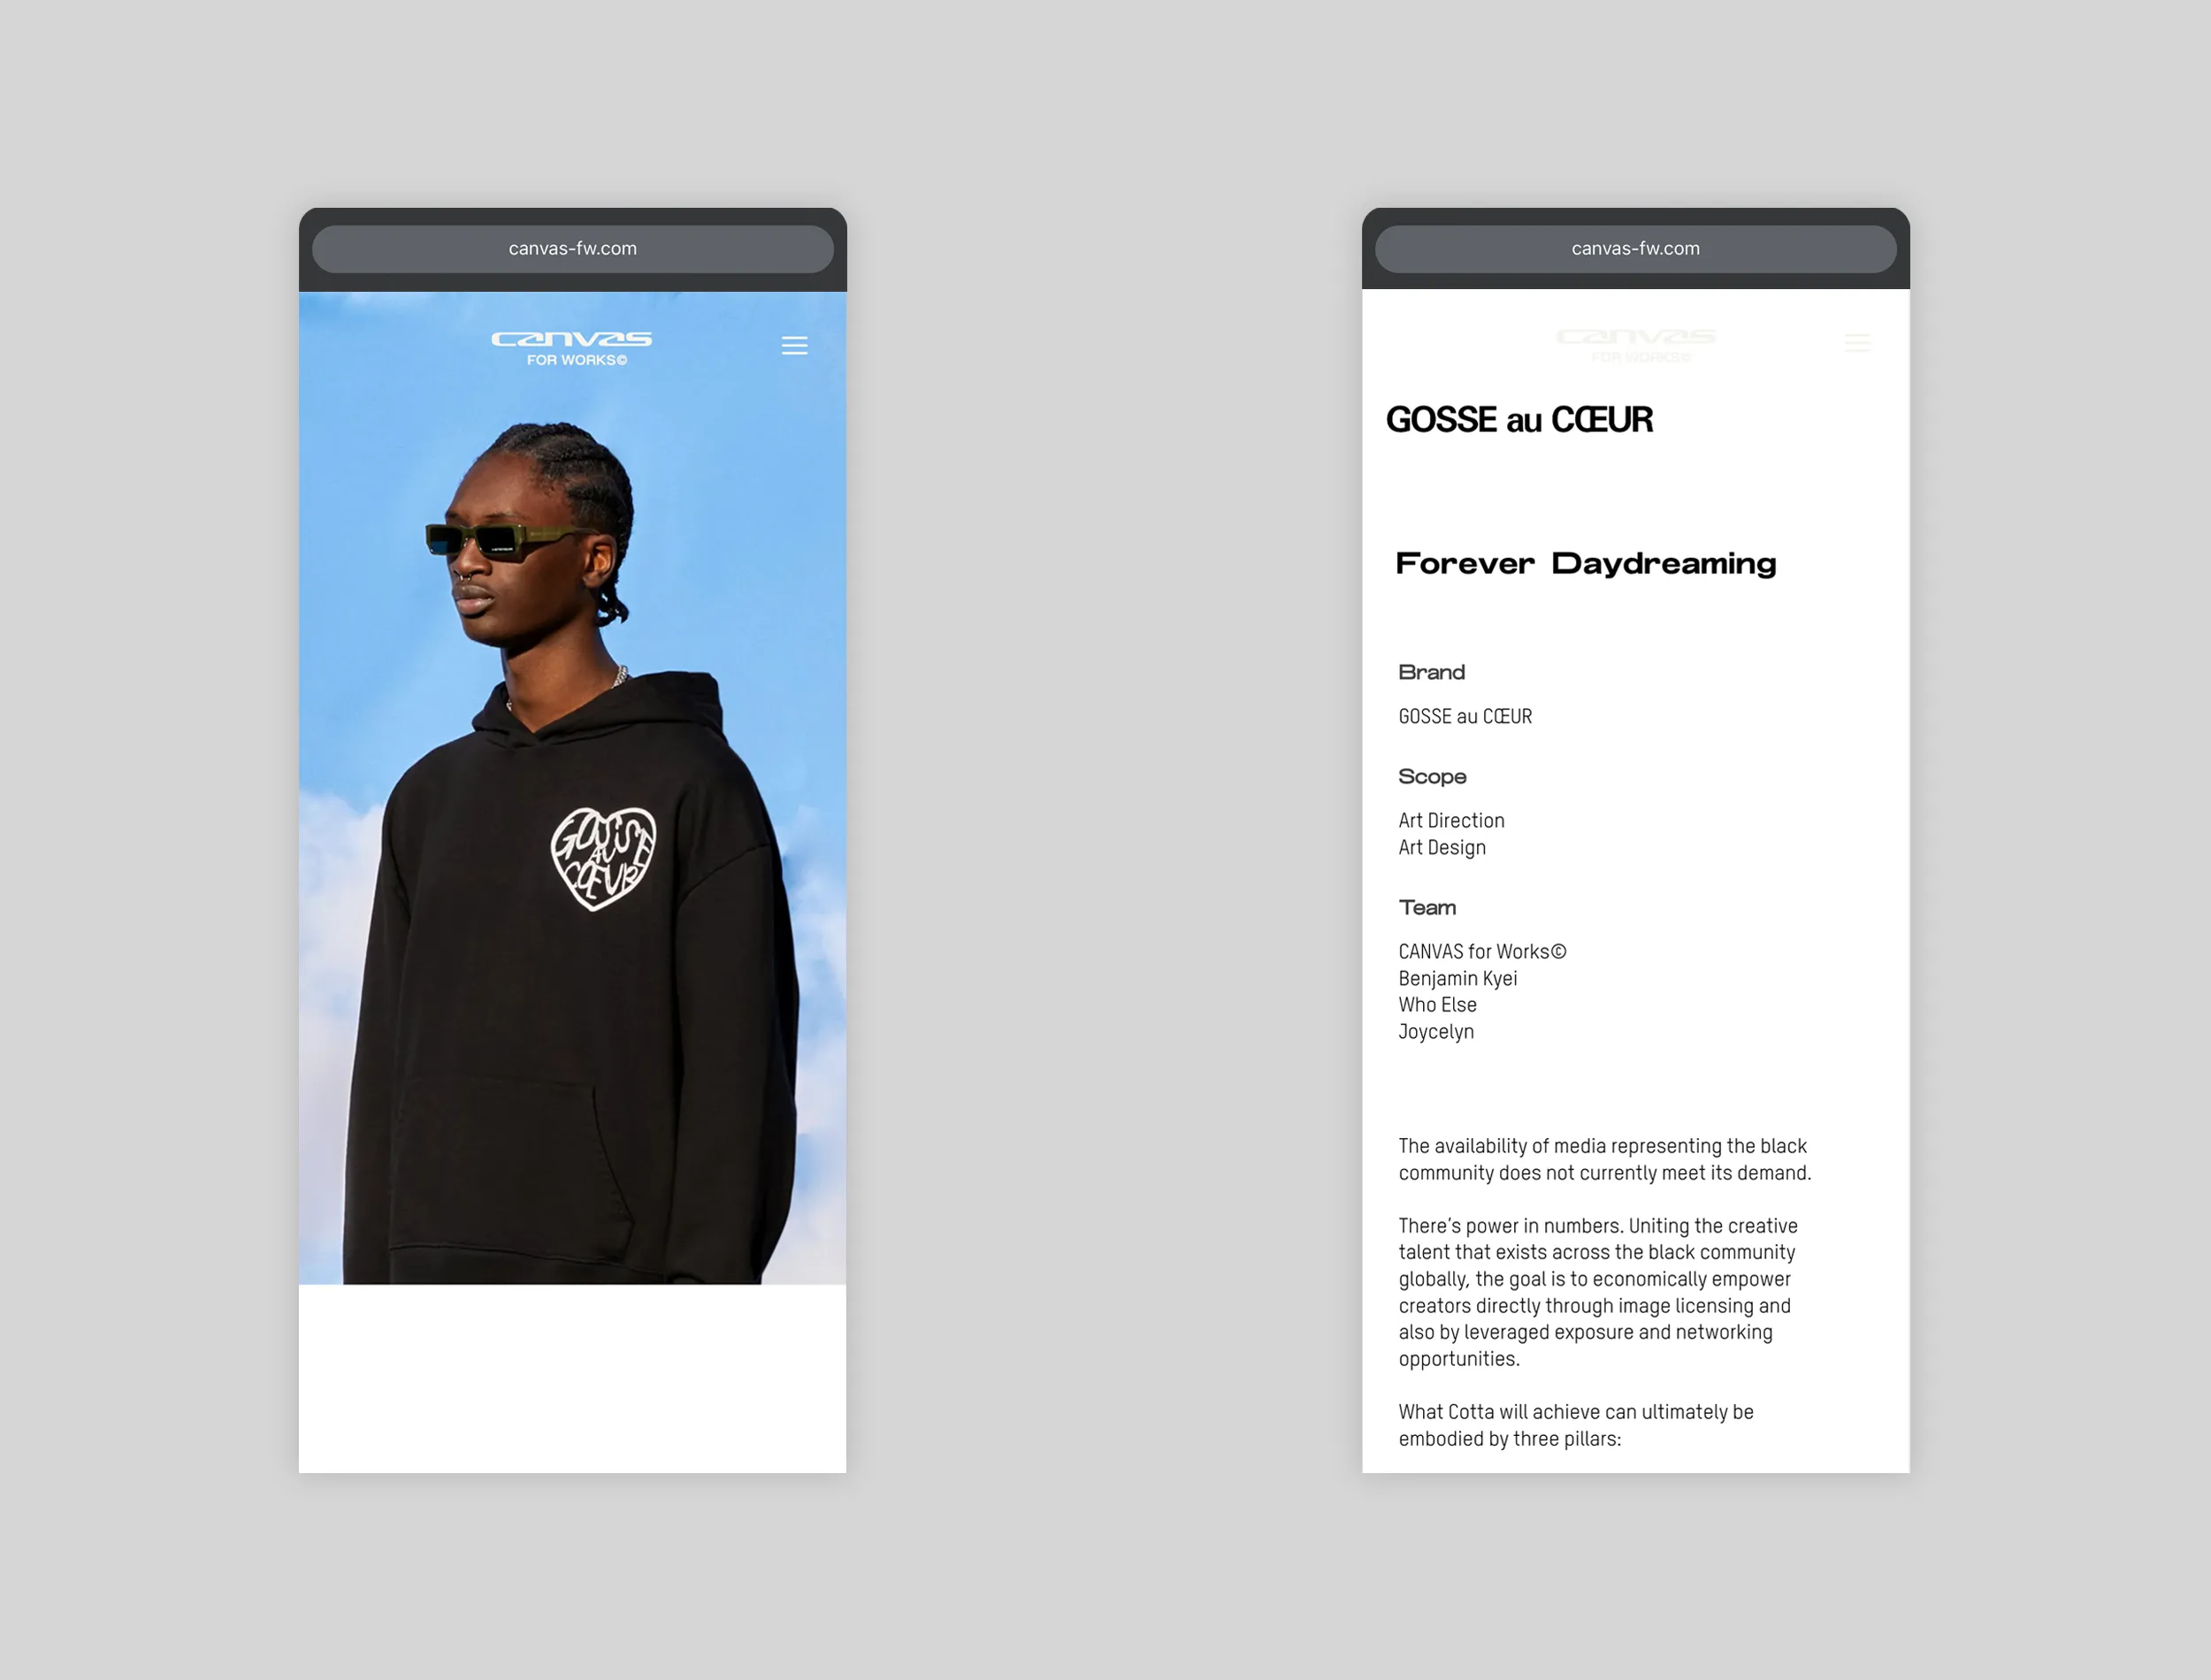 canvas-fw.com
canvas
FOR WORKS©
GOSSE
AU
CŒUR
canvas-fw.com
canvas
FOR WORKS©
GOSSE au CŒUR
Forever Daydreaming
Brand
GOSSE au CŒUR
Scope
Art Direction
Art Design
Team
CANVAS for Works©
Benjamin Kyei
Who Else
Joycelyn
The availability of media representing the black
community does not currently meet its demand.
There’s power in numbers. Uniting the creative
talent that exists across the black community
globally, the goal is to economically empower
creators directly through image licensing and
also by leveraged exposure and networking
opportunities.
What Cotta will achieve can ultimately be
embodied by three pillars: